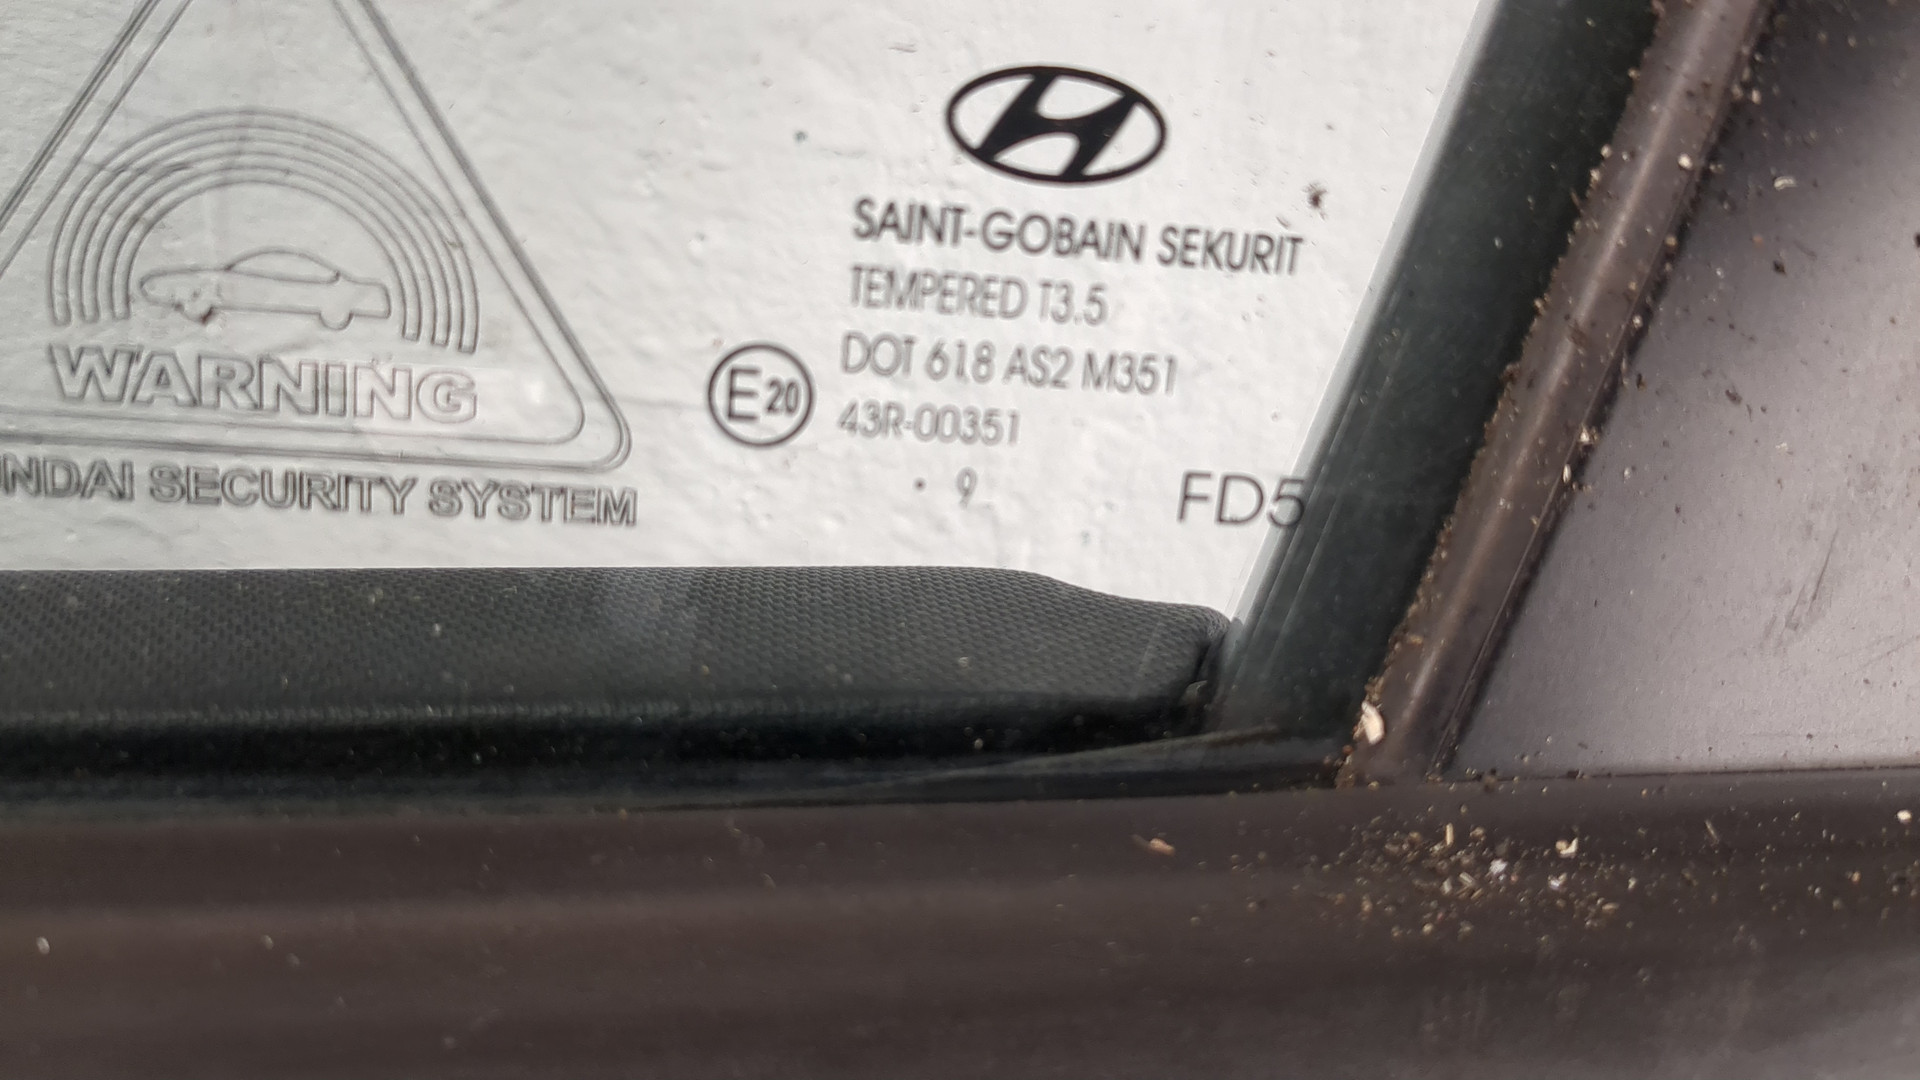 WARNING
NDAI SECURITY SYSTEM
SAINT-GOBAIN SEKURIT
TEMPERED T3.5
DOT 618 AS2 M351
E20
43R-00351
. 9
FD5